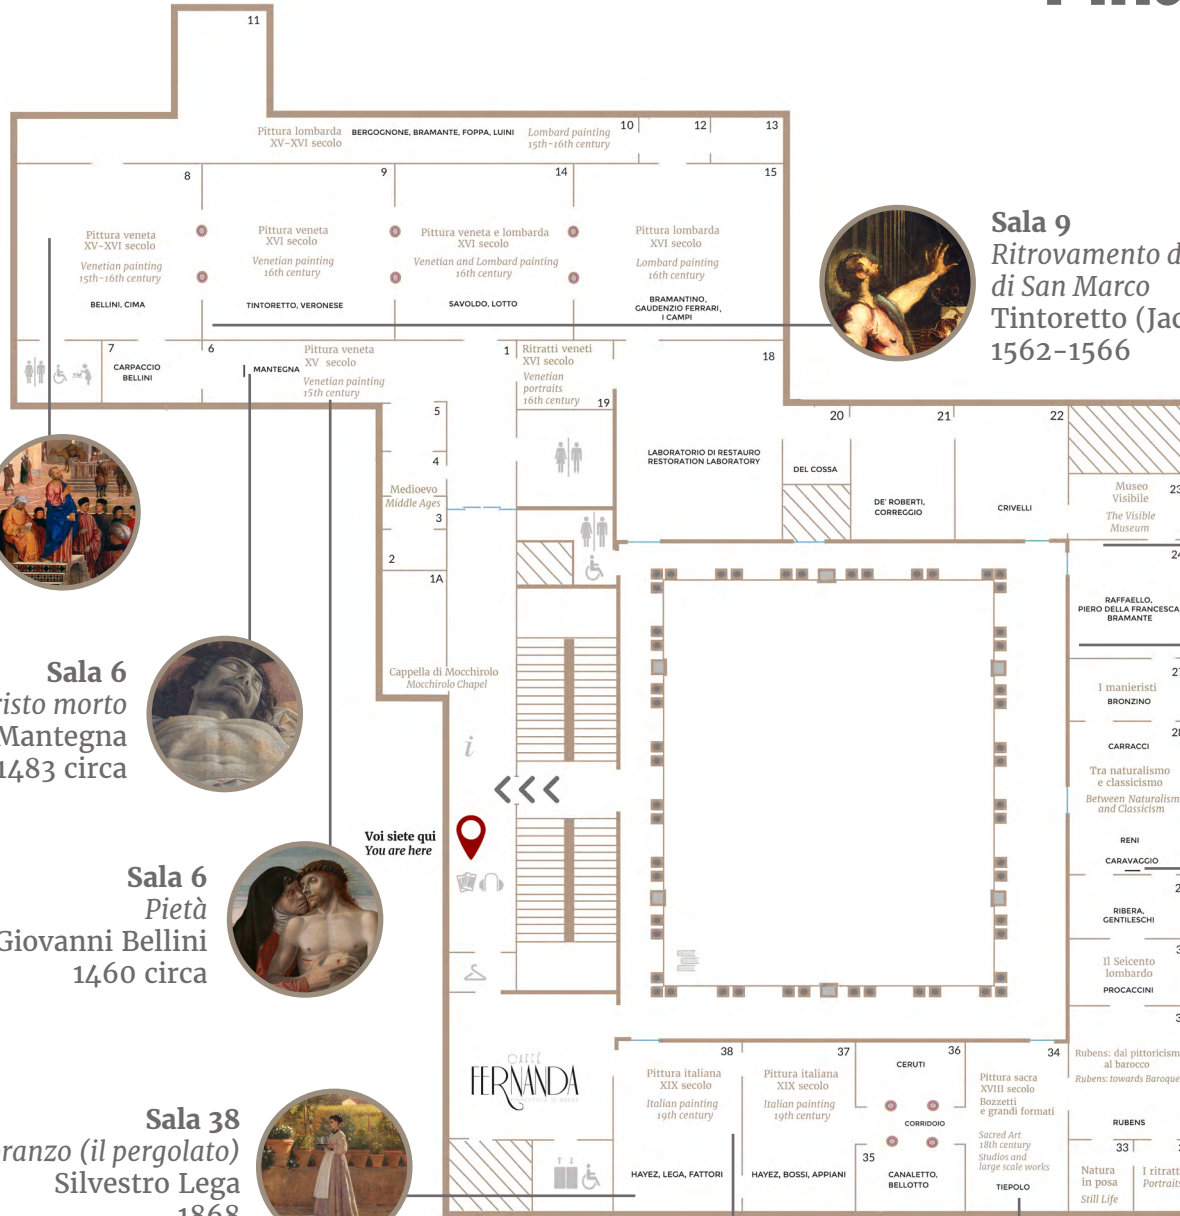 11
Pittura lombarda
XV-XVI secolo
BERGOGNONE, BRAMANTE, FOPPA, LUINI
Lombard painting
15th-16th century
10
12
13
8
9
14
15
Pittura veneta
XV-XVI secolo
Venetian painting
15th-16th century
BELLINI, CIMA
Pittura veneta
XVI secolo
Venetian painting
16th century
TINTORETTO, VERONESE
Pittura veneta e lombarda
XVI secolo
Venetian and Lombard painting
16th century
SAVOLDO, LOTTO
Pittura lombarda
XVI secolo
Lombard painting
16th century
BRAMANTINO,
GAUDENZIO FERRARI,
I CAMPI
Sala 9
Ritrovamento
di San Marco
Tintoretto
1562-1566
7
CARPACCIO
BELLINI
6
MANTEGNA
Pittura veneta
XV secolo
Venetian painting
15th century
1
Ritratti veneti
XVI secolo
Venetian
portraits
16th century
19
18
5
4
Medioevo
Middle Ages
3
2
1A
LABORATORIO DI RESTAURO
RESTORATION LABORATORY
20
DEL COSSA
21
DE' ROBERTI,
CORREGGIO
22
CRIVELLI
Museo
Visibile
The Visible
Museum
23
24
RAFFAELLO,
PIERO DELLA FRANCESCA,
BRAMANTE
I manieristi
BRONZINO
28
CARRACCI
Tra naturalismo
e classicismo
Between Naturalism
and Classicism
RENI
CARAVAGGIO
RIBERA,
GENTILESCHI
Il Seicento
lombardo
PROCACCINI
Cappella di Mocchirolo
Mocchirolo Chapel
i
Sala 6
morto
Mantegna
1483 circa
Voi siete qui
You are here
Sala 6
Pietà
Giovanni Bellini
1460 circa
CAFFÈ
FERNANDA
Sala 38
(il pergolato)
Silvestro Lega
1868
38
Pittura italiana
XIX secolo
Italian painting
19th century
HAYEZ, LEGA, FATTORI
37
Pittura italiana
XIX secolo
Italian painting
19th century
HAYEZ, BOSSI, APPIANI
36
CERUTI
CORRIDOIO
35
CANALETTO,
BELLOTTO
34
Pittura sacra
XVIII secolo
Bozzetti
e grandi formati
Sacred Art
18th century
Studios and
large scale works
TIEPOLO
Rubens: dal pittoricismo
al barocco
Rubens: towards Baroque
RUBENS
33
Natura
in posa
Still Life
I ritratti
Portraits